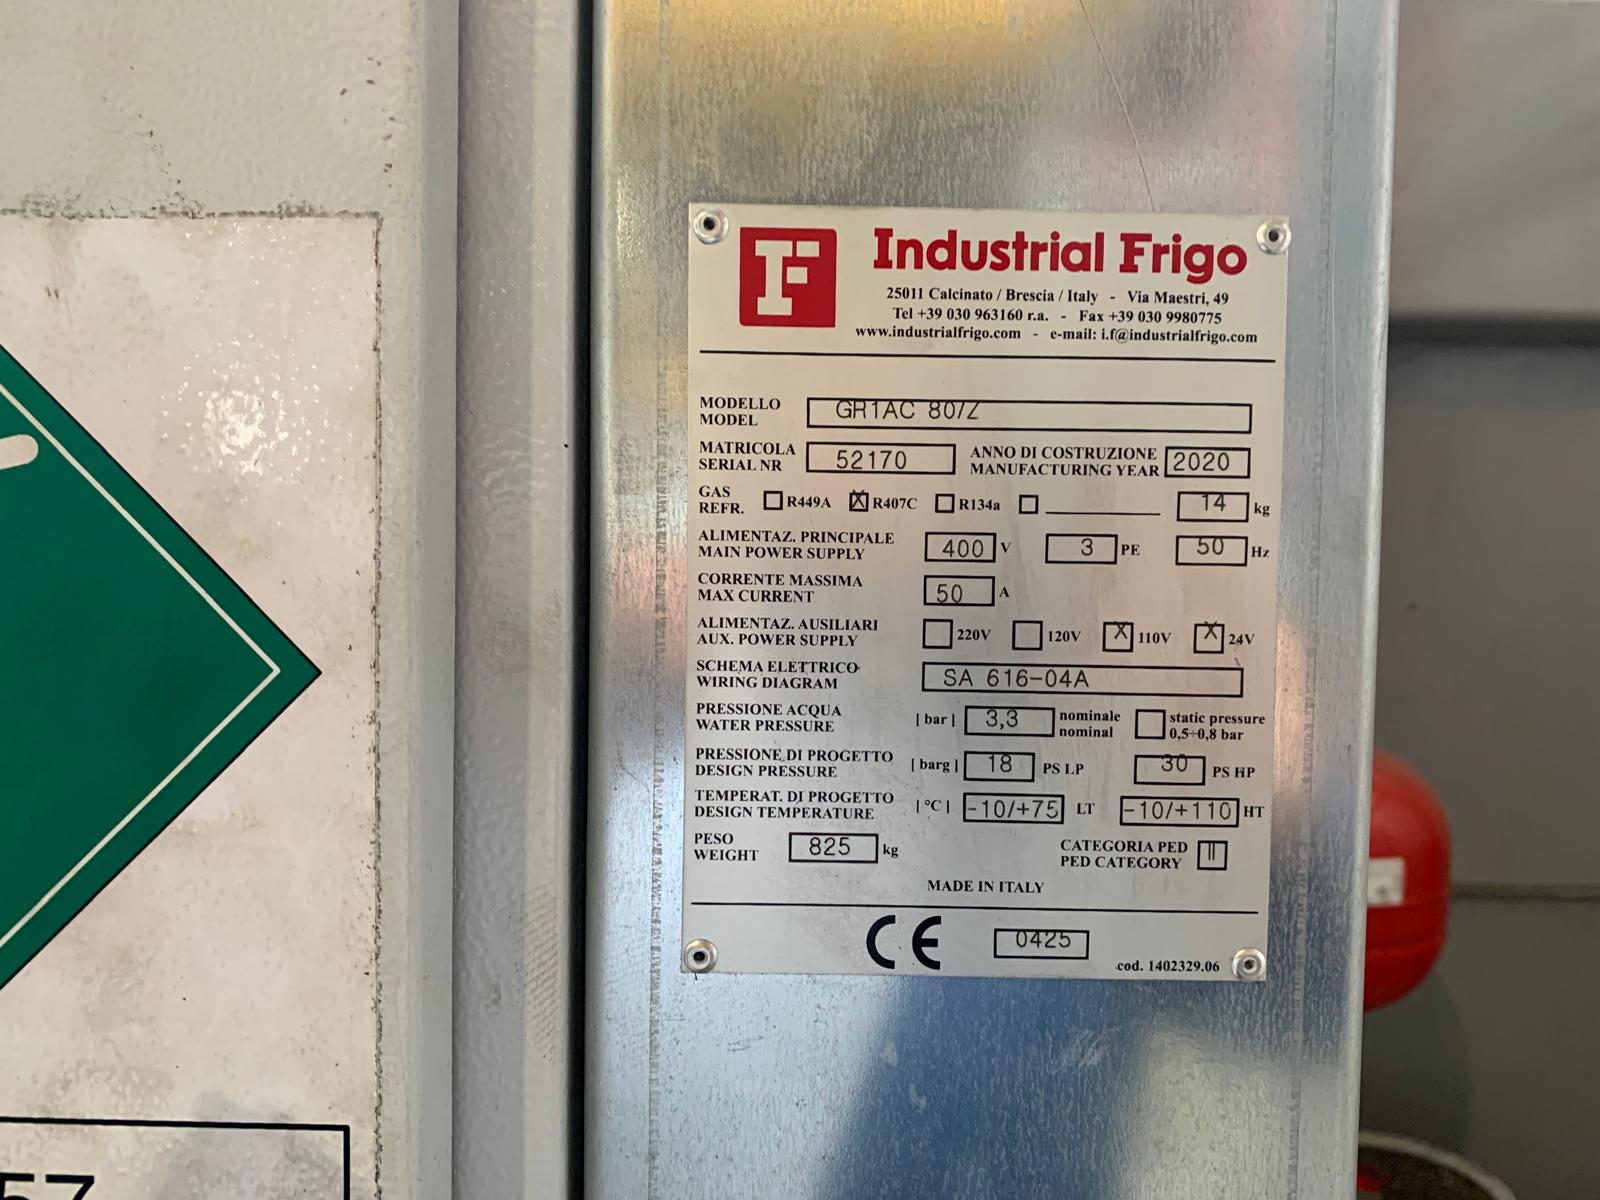 F
Industrial Frigo
25011 Calcinato / Brescia / Italy - Via Maestri, 49
Tel +39 030 963160 r.a. - Fax +39 030 9980775
www.industrialfrigo.com - e-mail: i.f@industrialfrigo.com
MODELLO
MODEL
GR1AC 80/Z
MATRICOLA
SERIAL NR
52170
ANNO DI COSTRUZIONE
MANUFACTURING YEAR
2020
GAS
REFR.
R449A
X R407C
R134a
14 kg
ALIMENTAZ. PRINCIPALE
MAIN POWER SUPPLY
400 V
3 PE
50 Hz
CORRENTE MASSIMA
MAX CURRENT
50 A
ALIMENTAZ. AUSILIARI
AUX. POWER SUPPLY
220V
120V
X 110V
X 24V
SCHEMA ELETTRICO
WIRING DIAGRAM
SA 616-04A
PRESSIONE ACQUA
WATER PRESSURE
[ bar ] 3,3
nominale
nominal
static pressure
0,5÷0,8 bar
PRESSIONE DI PROGETTO
DESIGN PRESSURE
[ barg ] 18 PS LP
30 PS HP
TEMPERAT. DI PROGETTO
DESIGN TEMPERATURE
[ °C ] -10/+75 LT
-10/+110 HT
PESO
WEIGHT
825 kg
CATEGORIA PED
PED CATEGORY
II
MADE IN ITALY
CE 0425
cod. 1402329.06
57